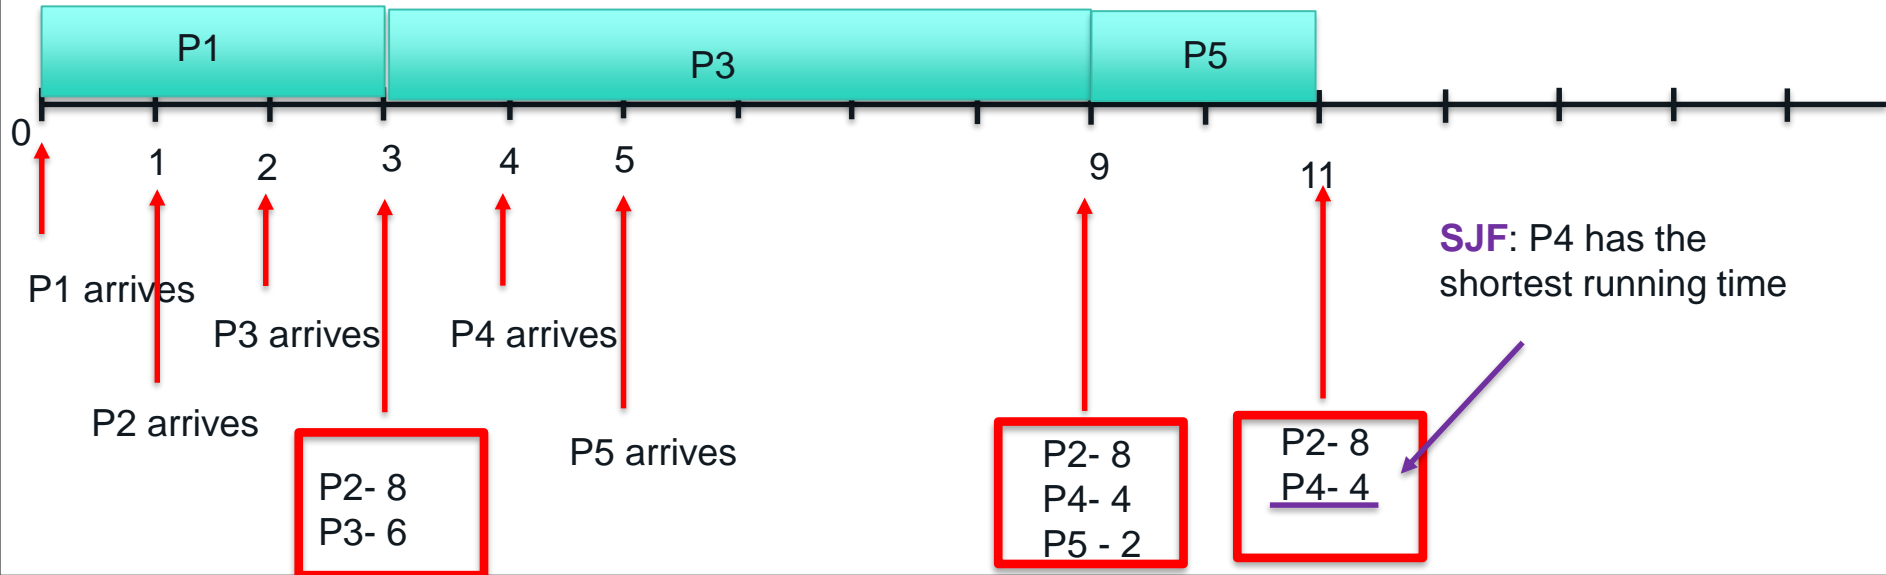 P1
P3
P5
0
1
2
3
4
5
9
11
P1 arrives
P2 arrives
P3 arrives
P4 arrives
P5 arrives
P2- 8
P3- 6
P2- 8
P4- 4
P5 - 2
P2- 8
P4- 4
SJF: P4 has the
shortest running time